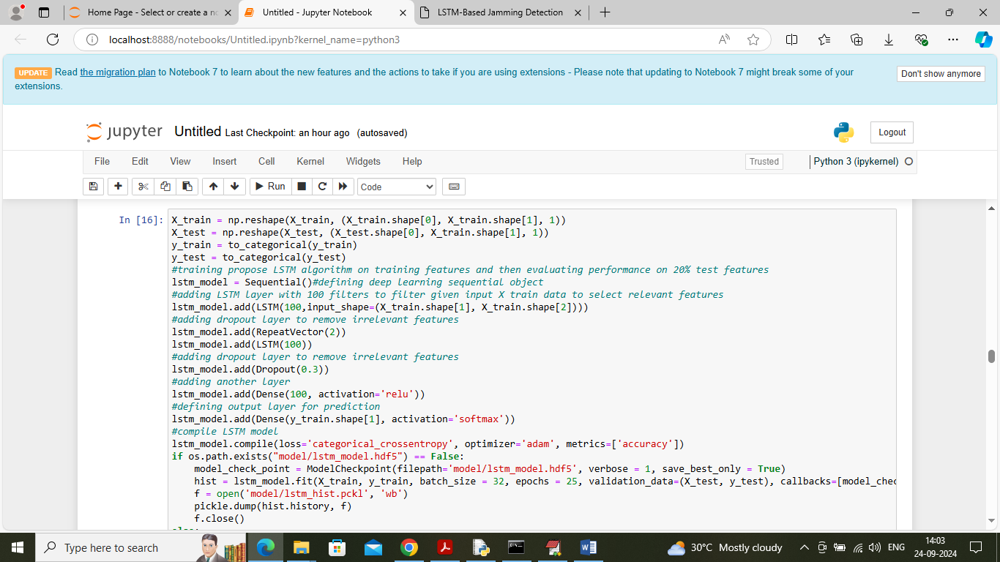 Home Page - Select or create a no
Untitled - Jupyter Notebook
LSTM-Based Jamming Detection
localhost:8888/notebooks/Untitled.ipynb?kernel_name=python3
UPDATE Read the migration plan to Notebook 7 to learn about the new features and the actions to take if you are using extensions - Please note that updating to Notebook 7 might break some of your
extensions.
Don't show anymore
jupyter Untitled Last Checkpoint: an hour ago (autosaved)
Logout
File Edit View Insert Cell Kernel Widgets Help
Trusted
Python 3 (ipykernel)
Run
Code
In [16]:
X_train = np.reshape(X_train, (X_train.shape[0], X_train.shape[1], 1))
X_test = np.reshape(X_test, (X_test.shape[0], X_train.shape[1], 1))
y_train = to_categorical(y_train)
y_test = to_categorical(y_test)
#training propose LSTM algorithm on training features and then evaluating performance on 20% test features
lstm_model = Sequential()#defining deep learning sequential object
#adding LSTM layer with 100 filters to filter given input X train data to select relevant features
lstm_model.add(LSTM(100,input_shape=(X_train.shape[1], X_train.shape[2])))
#adding dropout layer to remove irrelevant features
lstm_model.add(RepeatVector(2))
lstm_model.add(LSTM(100))
#adding dropout layer to remove irrelevant features
lstm_model.add(Dropout(0.3))
#adding another layer
lstm_model.add(Dense(100, activation='relu'))
#defining output layer for prediction
lstm_model.add(Dense(y_train.shape[1], activation='softmax'))
#compile LSTM model
lstm_model.compile(loss='categorical_crossentropy', optimizer='adam', metrics=['accuracy'])
if os.path.exists("model/lstm_model.hdf5") == False:
    model_check_point = ModelCheckpoint(filepath='model/lstm_model.hdf5', verbose = 1, save_best_only = True)
    hist = lstm_model.fit(X_train, y_train, batch_size = 32, epochs = 25, validation_data=(X_test, y_test), callbacks=[model_chec
    f = open('model/lstm_hist.pckl', 'wb')
    pickle.dump(hist.history, f)
    f.close()
Type here to search
30°C Mostly cloudy
ENG
14:03
24-09-2024